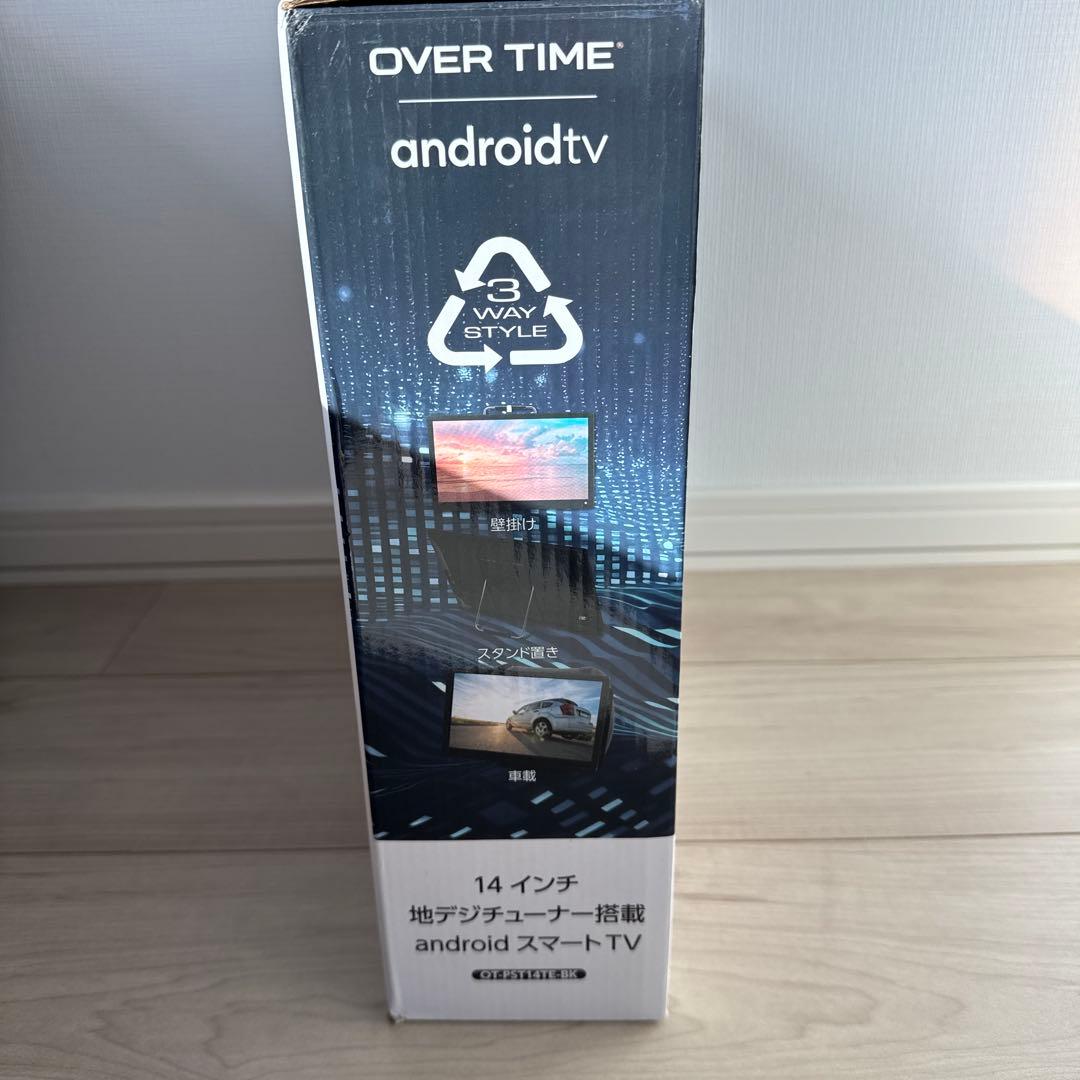 OVER TIME®
androidtv
3
WAY
STYLE
壁掛け
スタンド置き
車載
14 インチ
地デジチューナー搭載
android スマートTV
OT-PST14TE-BK